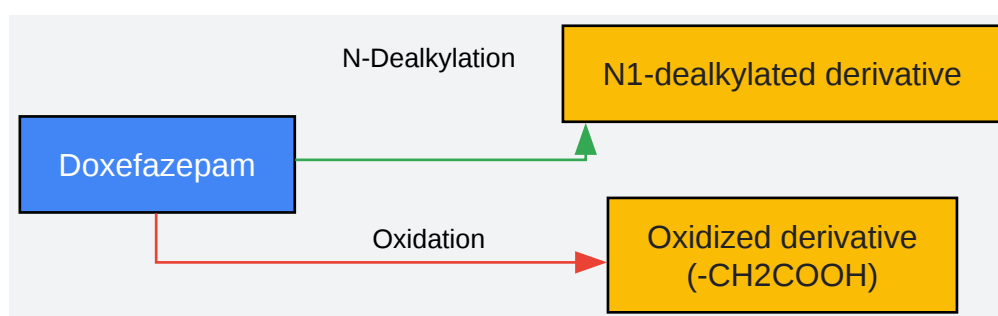 N-Dealkylation
N1-dealkylated derivative
Doxefazepam
Oxidation
Oxidized derivative
(-CH2COOH)